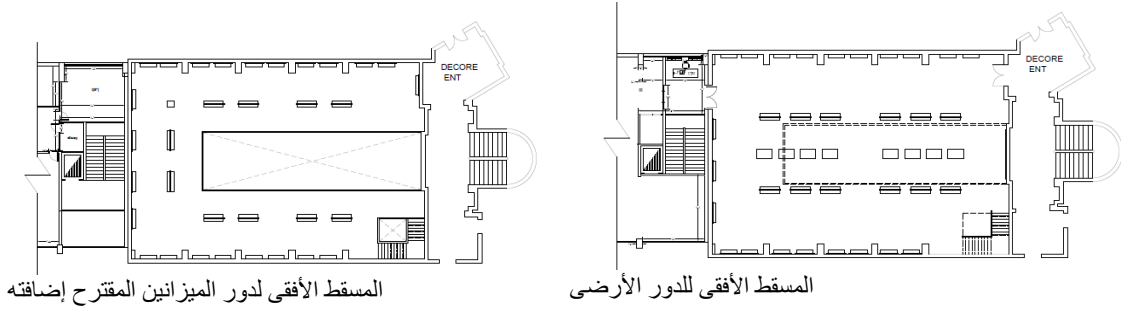 DECORE
ENT
DECORE
ENT
المسقط الأفقى للدور الأرضى
المسقط الأفقى لدور الميزانين المقترح إضافته